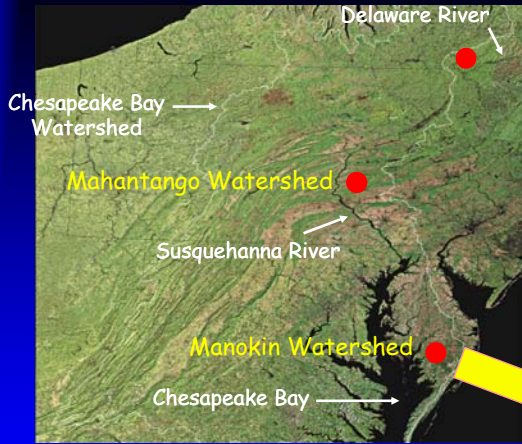 Delaware River
Chesapeake Bay
Watershed
Mahantango Watershed
Susquehanna River
Manokin Watershed
Chesapeake Bay